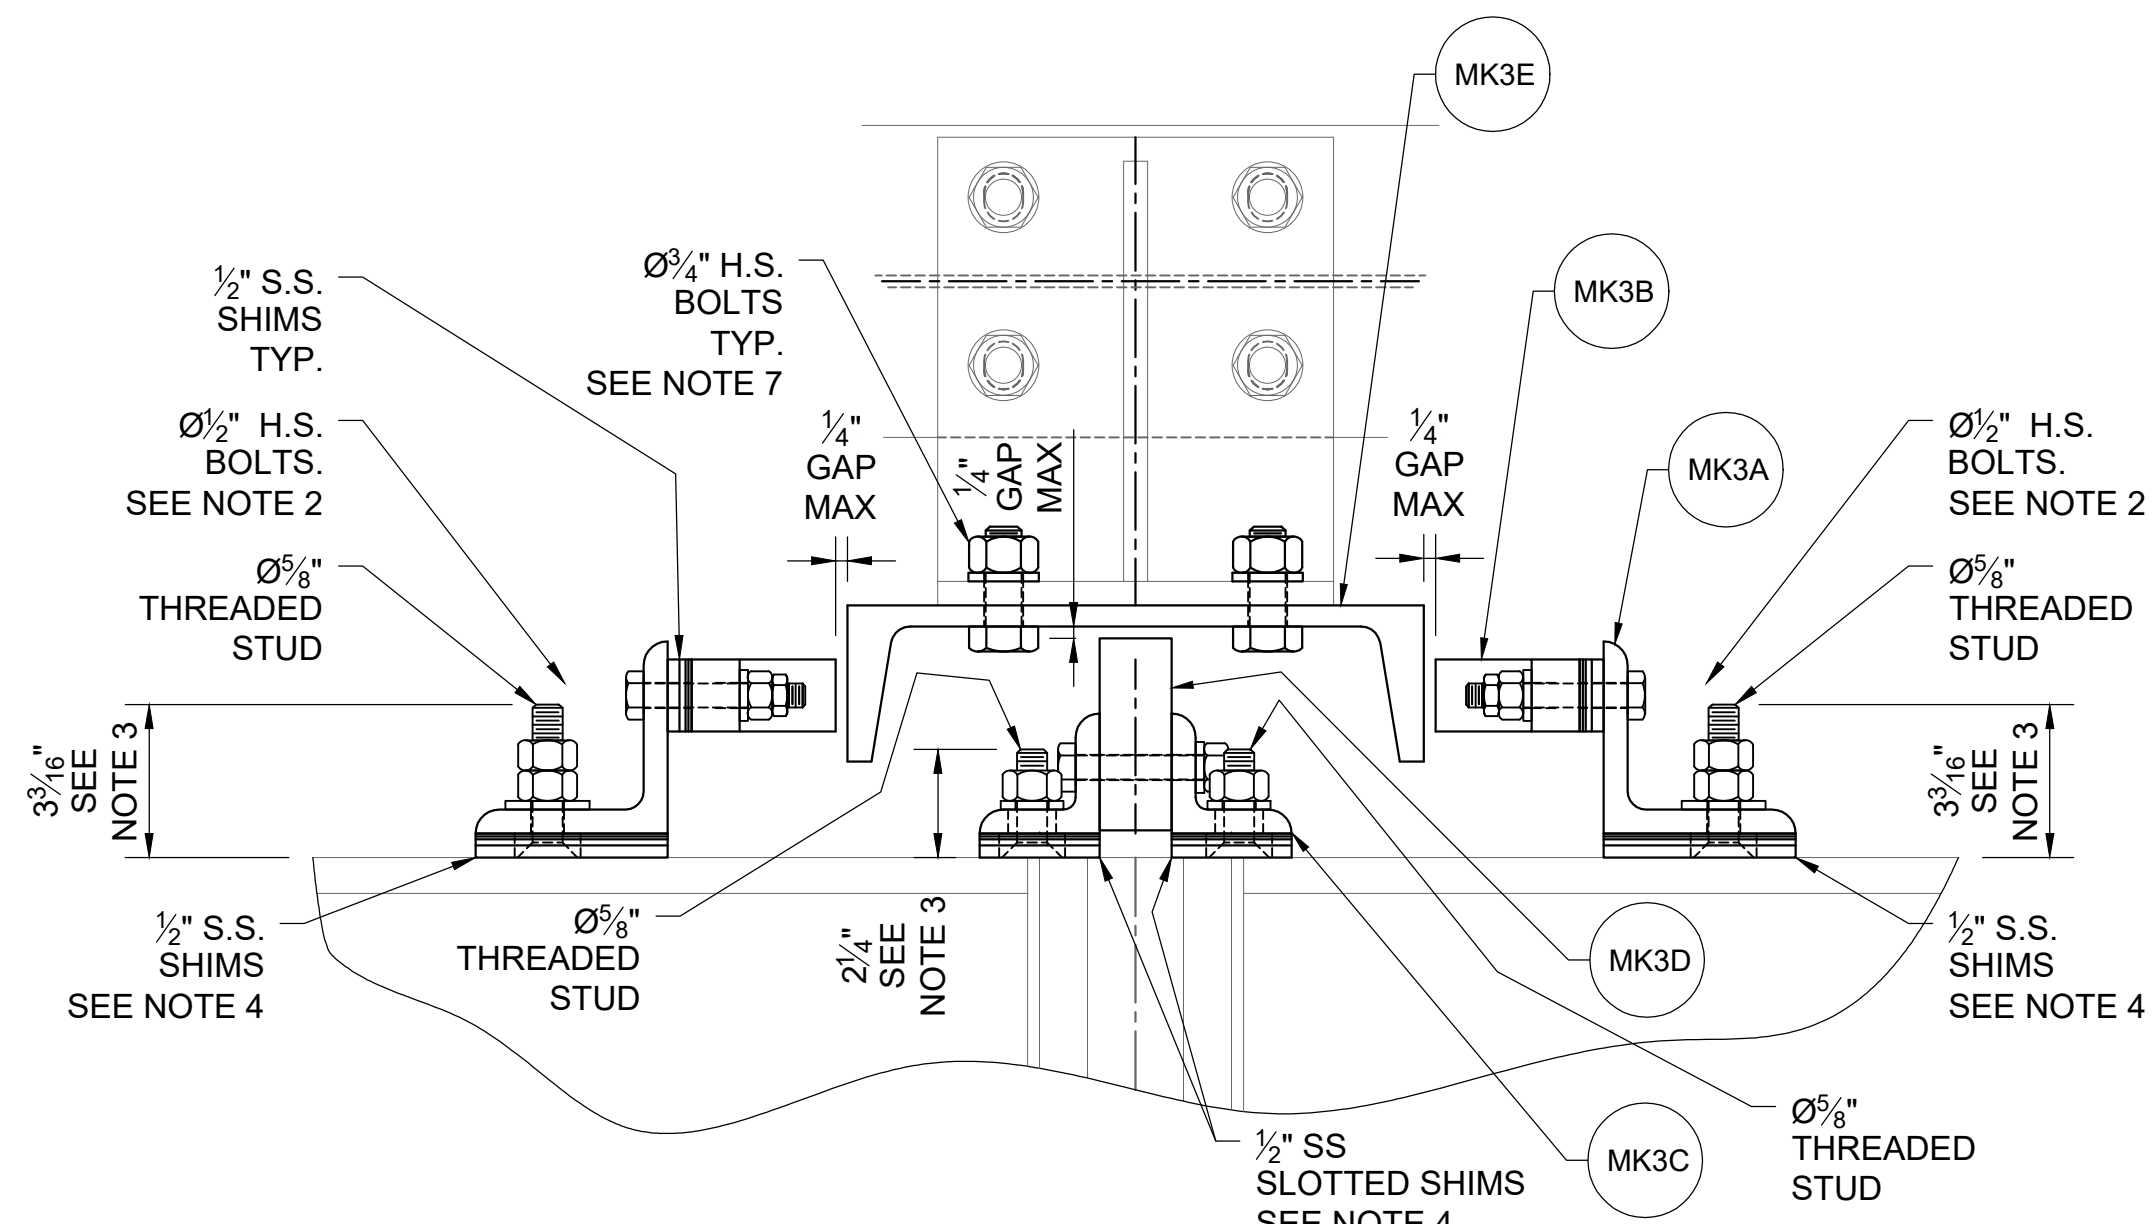 MK3E
½" S.S.
SHIMS
TYP.
Ø¾" H.S.
BOLTS
TYP.
SEE NOTE 7
MK3B
Ø½" H.S.
BOLTS.
SEE NOTE 2
¼"
GAP
MAX
¼"
GAP
MAX
¼"
GAP
MAX
MK3A
Ø½" H.S.
BOLTS.
SEE NOTE 2
Ø⅝"
THREADED
STUD
Ø⅝"
THREADED
STUD
3³⁄₁₆"
SEE
NOTE 3
3³⁄₁₆"
SEE
NOTE 3
½" S.S.
SHIMS
SEE NOTE 4
Ø⅝"
THREADED
STUD
2¼"
SEE
NOTE 3
MK3D
½" S.S.
SHIMS
SEE NOTE 4
½" SS
SLOTTED SHIMS
SEE NOTE 4
MK3C
Ø⅝"
THREADED
STUD